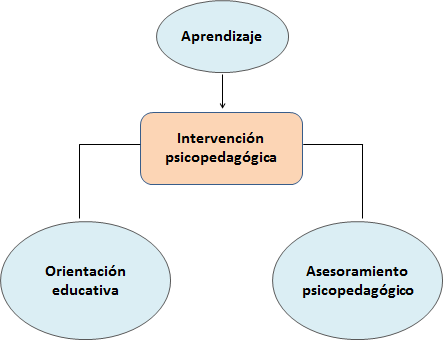 Aprendizaje
Intervención
psicopedagógica
Orientación
educativa
Asesoramiento
psicopedagógico